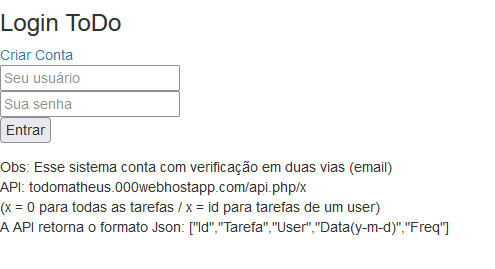 Login ToDo
Criar Conta
Seu usuário
Sua senha
Entrar
Obs: Esse sistema conta com verificação em duas vias (email)
API: todomatheus.000webhostapp.com/api.php/x
(x = 0 para todas as tarefas / x = id para tarefas de um user)
A API retorna o formato Json: ["Id","Tarefa","User","Data(y-m-d)","Freq"]